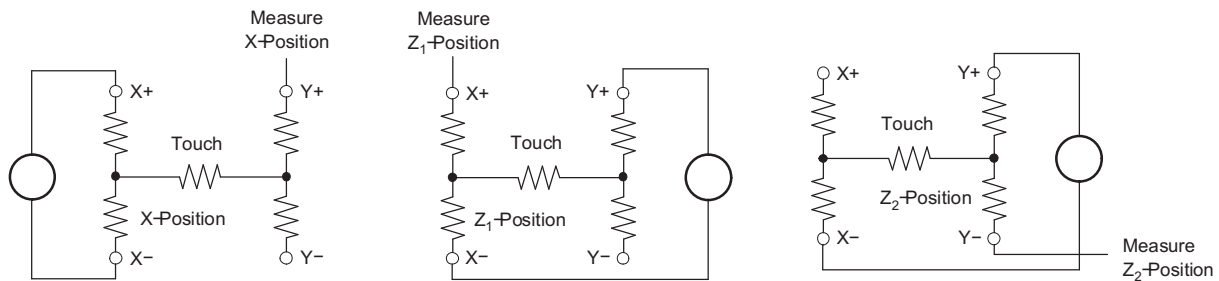 Measure
X-Position
X+
Y+
Touch
X-Position
X−
Y−
Measure
Z1-Position
X+
Y+
Touch
Z1-Position
X−
Y−
X+
Y+
Touch
Z2-Position
X−
Y−
Measure
Z2-Position